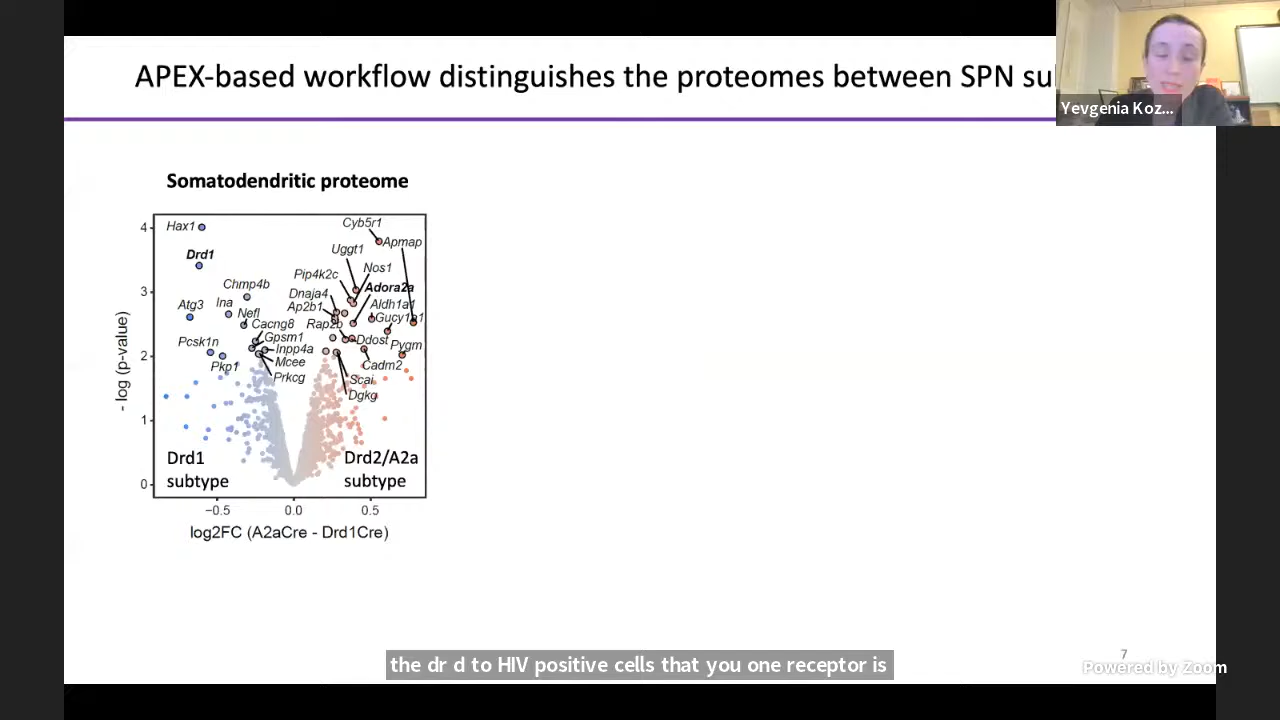 APEX-based workflow distinguishes the proteomes between SPN su
Yevgenia Koz...
Somatodendritic proteome
Hax1
Cyb5r1
Apmap
Drd1
Uggt1
Nos1
Pip4k2c
Chmp4b
Adora2a
Dnaja4
Atg3
Ina
Ap2b1
Aldh1a1
Nefl
Gucy1a1
Cacng8
Rap2b
Pcsk1n
Gpsm1
Ddost
Inpp4a
Pygm
Pkp1
Mcee
Cadm2
Prkcg
Scai
Dgkg
4
3
2
1
0
- log (p-value)
Drd1
subtype
Drd2/A2a
subtype
−0.5 0.0 0.5
log2FC (A2aCre - Drd1Cre)
the dr d to HIV positive cells that you one receptor is
7
Powered by Zoom